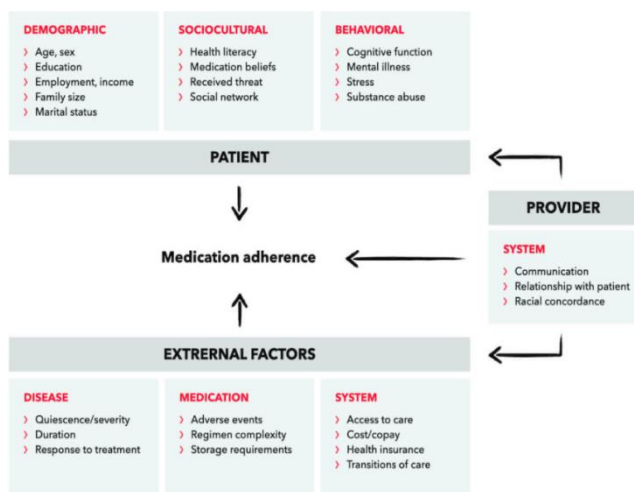 DEMOGRAPHIC
Age, sex
Education
Employment, income
Family size
Marital status
SOCIOCULTURAL
Health literacy
Medication beliefs
Received threat
Social network
BEHAVIORAL
Cognitive function
Mental illness
Stress
Substance abuse
PATIENT
PROVIDER
SYSTEM
Communication
Relationship with patient
Racial concordance
Medication adherence
EXTRERNAL FACTORS
DISEASE
Quiescence/severity
Duration
Response to treatment
MEDICATION
Adverse events
Regimen complexity
Storage requirements
SYSTEM
Access to care
Cost/copay
Health insurance
Transitions of care